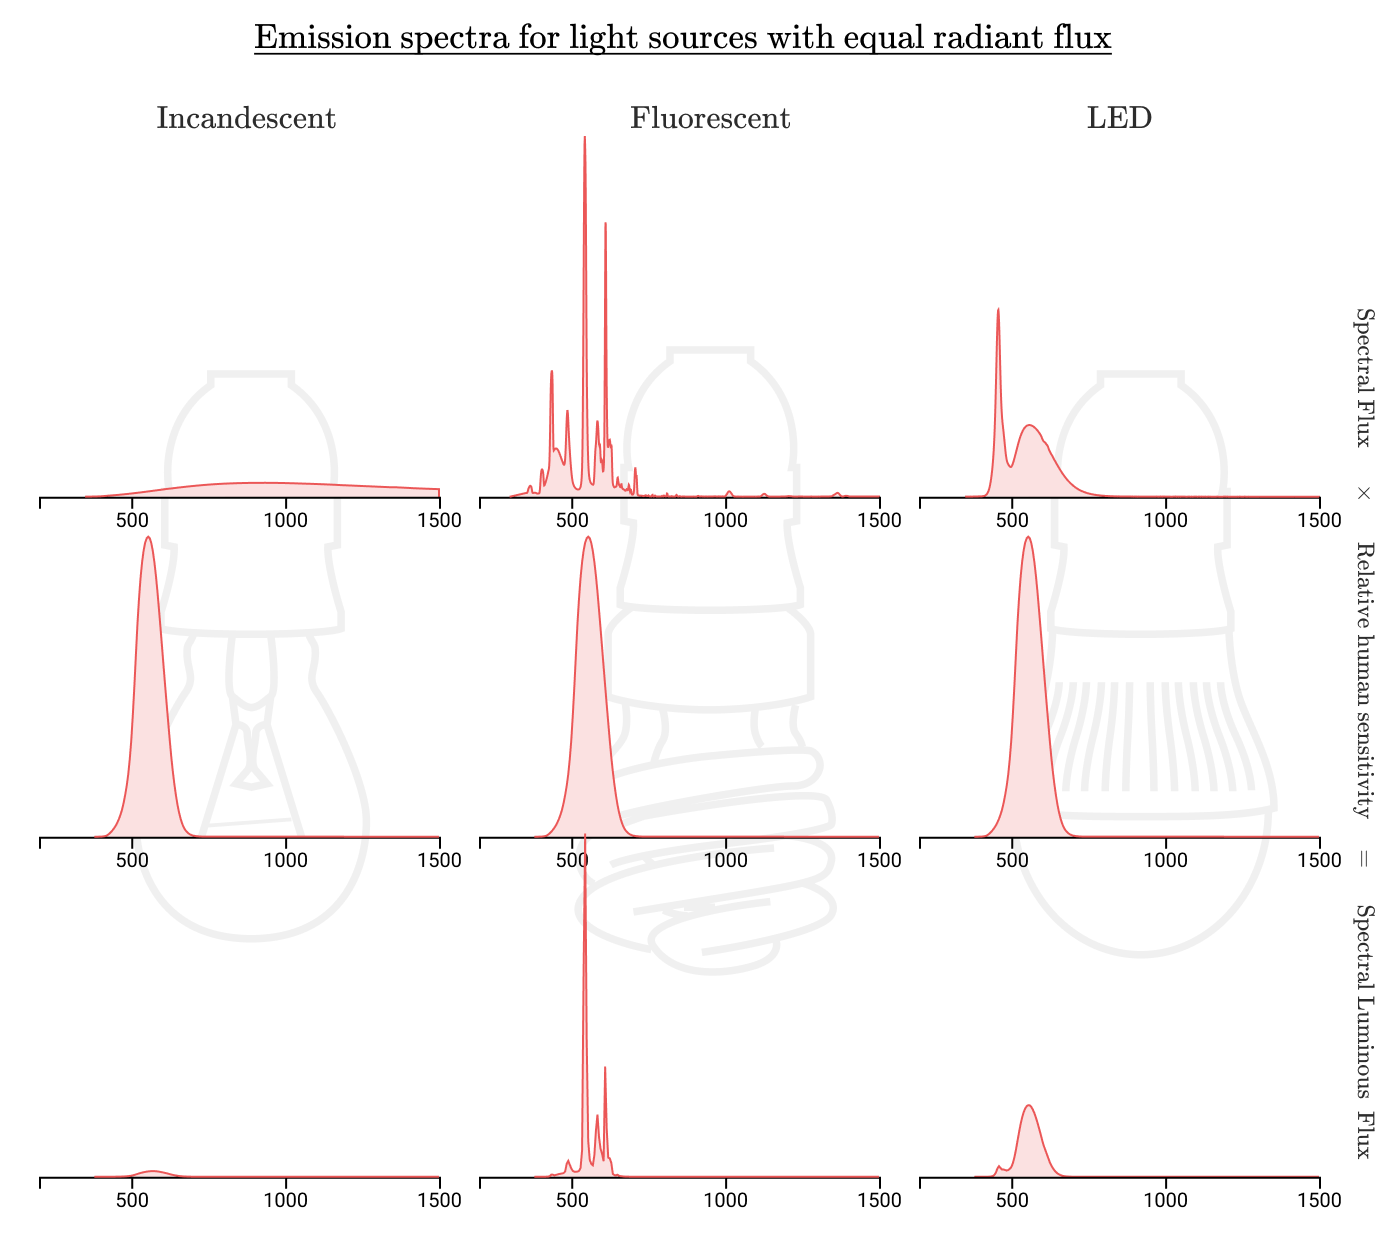 Emission spectra for light sources with equal radiant flux
Incandescent
Fluorescent
LED
500 1000 1500
500 1000 1500
500 1000 1500
Spectral Flux
×
500 1000 1500
500 1000 1500
500 1000 1500
Relative human sensitivity
=
500 1000 1500
500 1000 1500
500 1000 1500
Spectral Luminous Flux